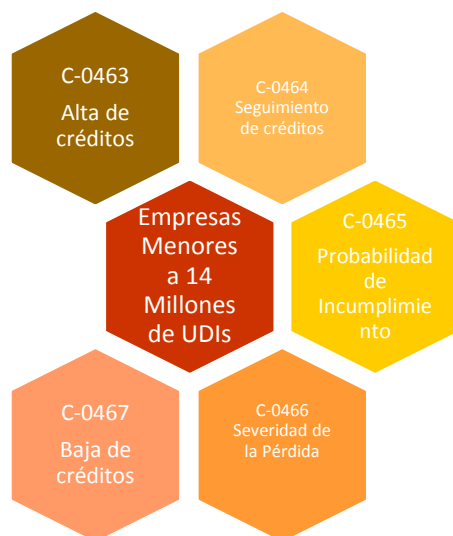 C-0463
Alta de
créditos
C-0464
Seguimiento
de créditos
Empresas
Menores
a 14
Millones
de UDIs
C-0465
Probabilidad
de
Incumplimie
nto
C-0467
Baja de
créditos
C-0466
Severidad de
la Pérdida